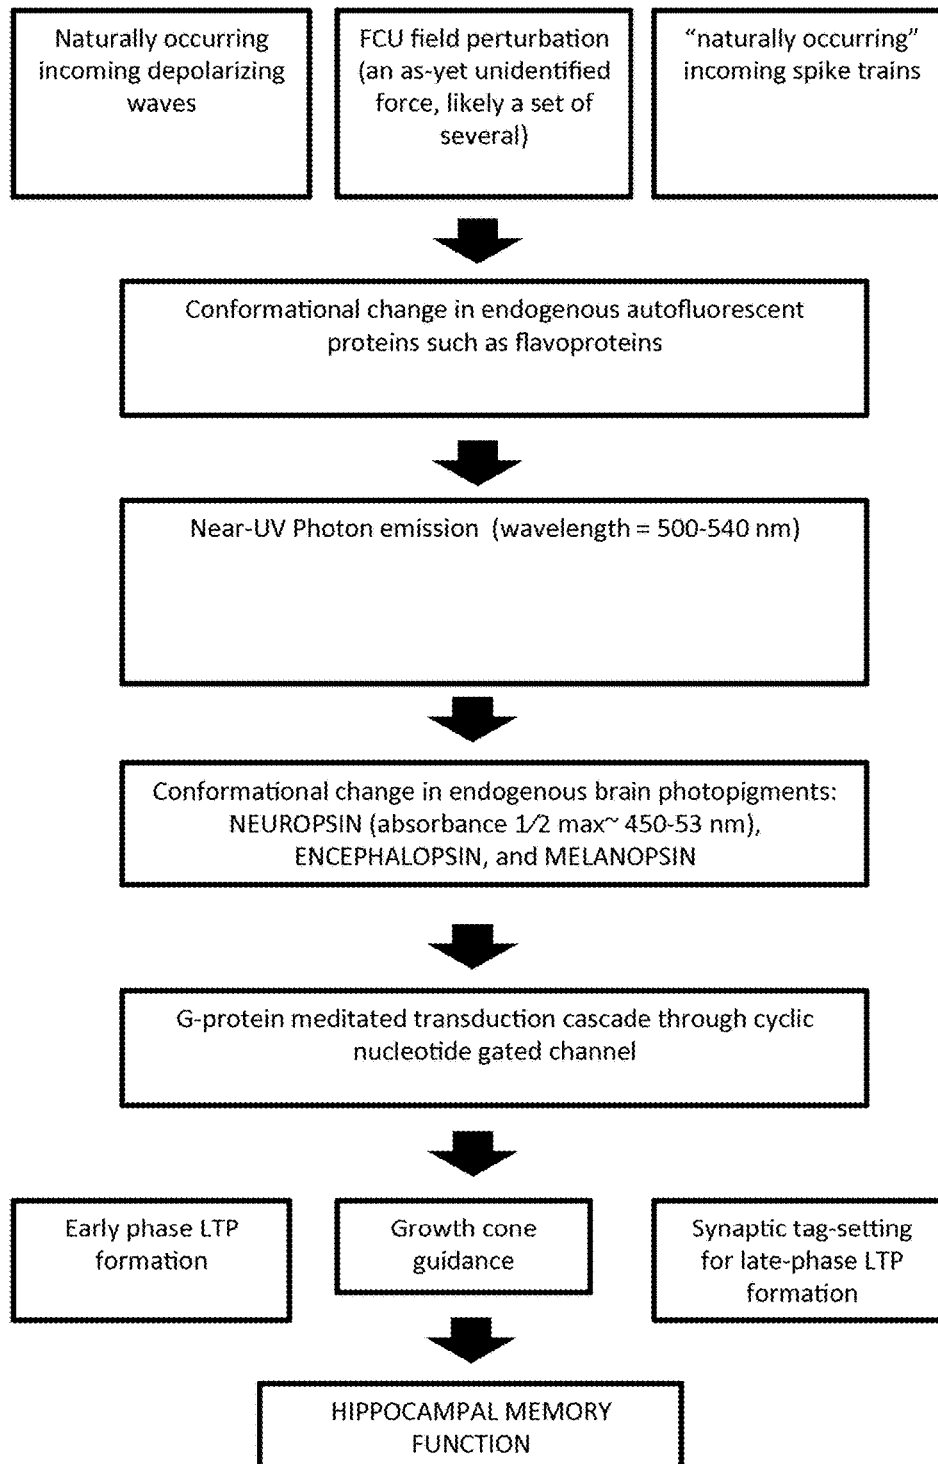 Naturally occurring
incoming depolarizing
waves
FCU field perturbation
(an as-yet unidentified
force, likely a set of
several)
“naturally occurring”
incoming spike trains
Conformational change in endogenous autofluorescent
proteins such as flavoproteins
Near-UV Photon emission (wavelength = 500-540 nm)
Conformational change in endogenous brain photopigments:
NEUROPSIN (absorbance 1/2 max~ 450-53 nm),
ENCEPHALOPSIN, and MELANOPSIN
G-protein meditated transduction cascade through cyclic
nucleotide gated channel
Early phase LTP
formation
Growth cone
guidance
Synaptic tag-setting
for late-phase LTP
formation
HIPPOCAMPAL MEMORY
FUNCTION